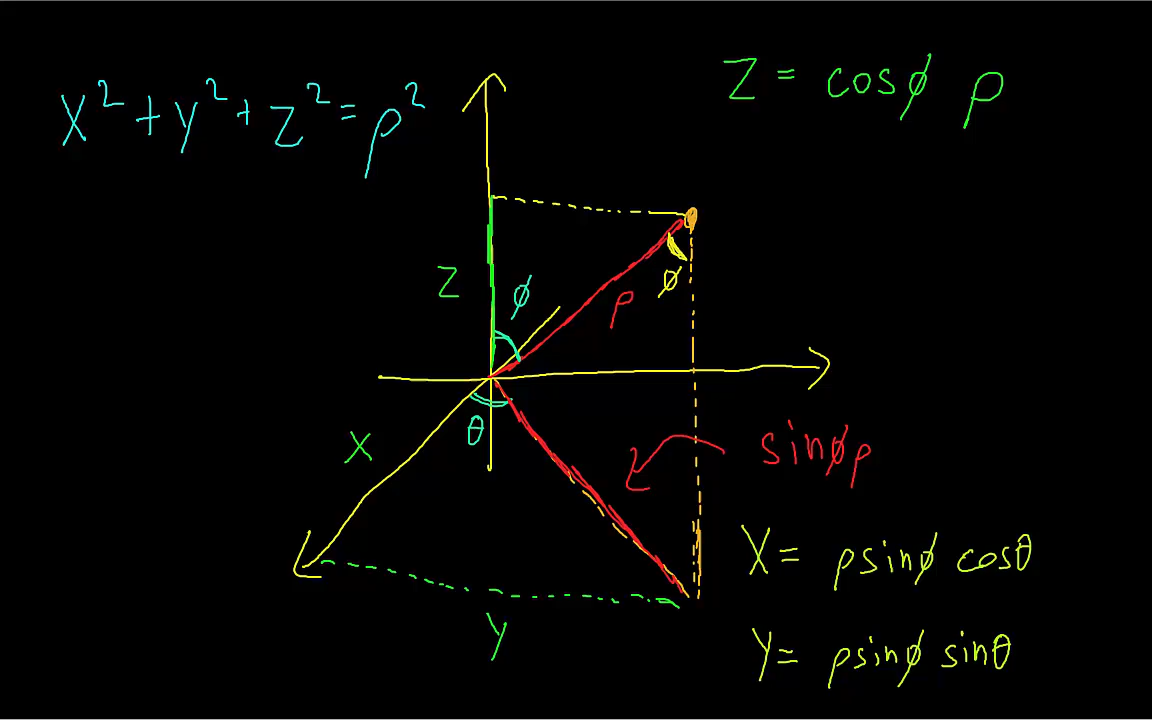 x² + y² + z² = ρ²
Z = cosϕ ρ
Z
ϕ
ρ
ϕ
θ
X
sinϕρ
X = ρsinϕ cosθ
Y
Y = ρsinϕ sinθ